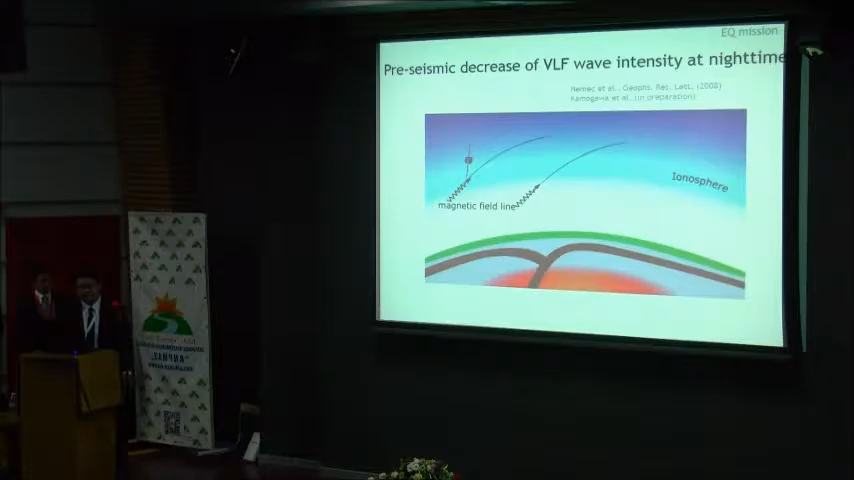 EQ mission
Pre-seismic decrease of VLF wave intensity at nighttime
Nemec et al., Geophs. Res. Lett. (2008)
Kamogawa et al. (in preparation)
Ionosphere
magnetic field line